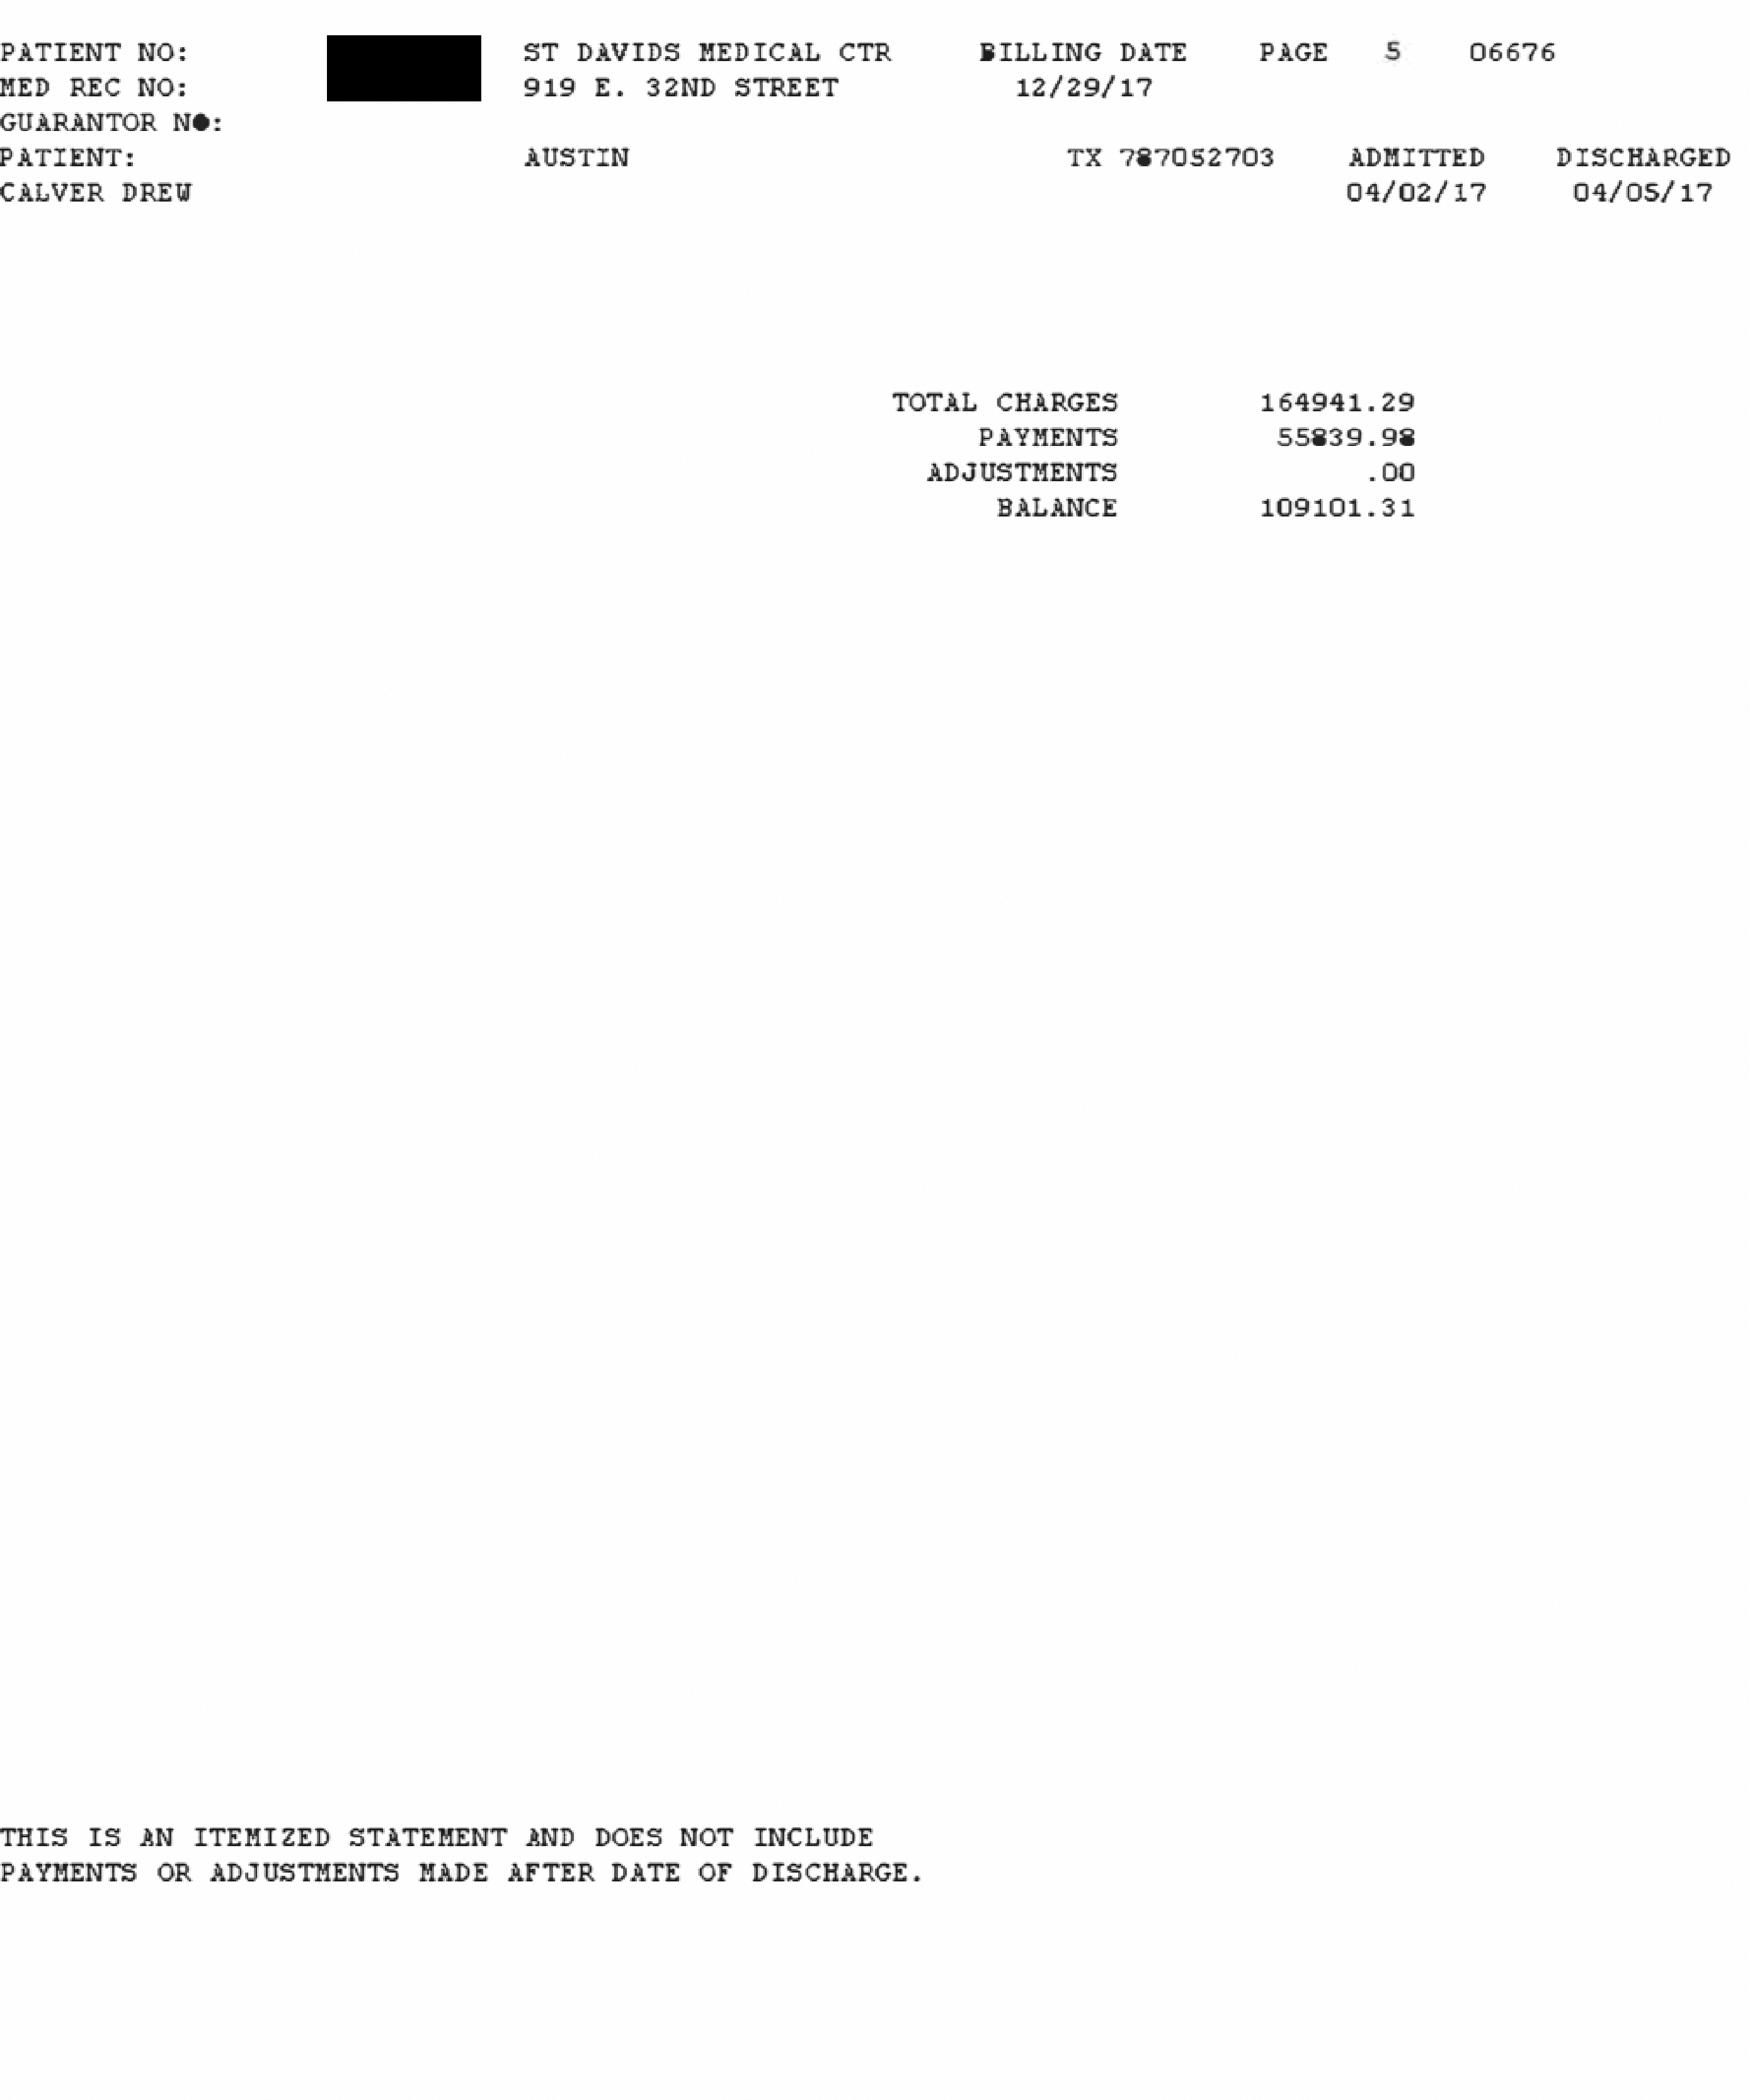 PATIENT NO: ST DAVIDS MEDICAL CTR BILLING DATE PAGE 5 06676
MED REC NO: 919 E. 32ND STREET 12/29/17
GUARANTOR NO:
PATIENT: AUSTIN TX 787052703 ADMITTED DISCHARGED
CALVER DREW 04/02/17 04/05/17
TOTAL CHARGES 164941.29
PAYMENTS 55839.98
ADJUSTMENTS .00
BALANCE 109101.31
THIS IS AN ITEMIZED STATEMENT AND DOES NOT INCLUDE
PAYMENTS OR ADJUSTMENTS MADE AFTER DATE OF DISCHARGE.